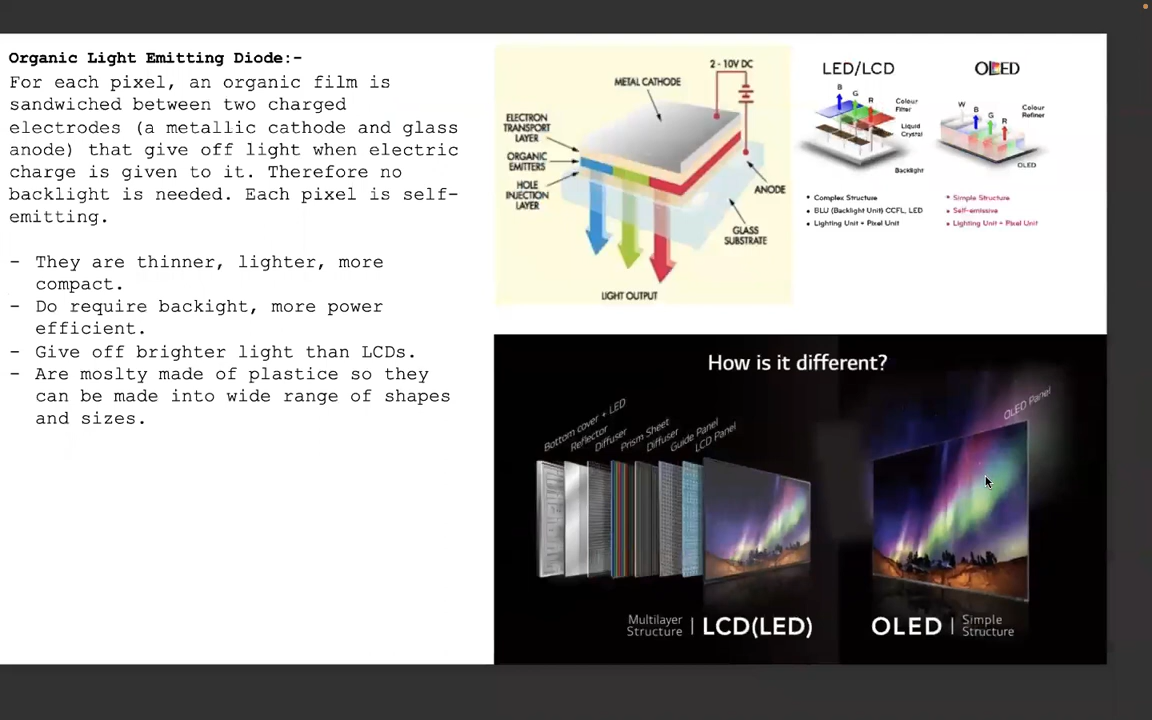 Organic Light Emitting Diode:-
For each pixel, an organic film is
sandwiched between two charged
electrodes (a metallic cathode and glass
anode) that give off light when electric
charge is given to it. Therefore no
backlight is needed. Each pixel is self-
emitting.
- They are thinner, lighter, more
compact.
- Do require backight, more power
efficient.
- Give off brighter light than LCDs.
- Are moslty made of plastice so they
can be made into wide range of shapes
and sizes.
2 - 10V DC
METAL CATHODE
ELECTRON
TRANSPORT
LAYER
ORGANIC
EMITTERS
HOLE
INJECTION
LAYER
ANODE
GLASS
SUBSTRATE
LIGHT OUTPUT
LED/LCD
B
G
R
Colour
Filter
Liquid
Crystal
Backlight
• Complex Structure
• BLU (Backlight Unit) CCFL, LED
• Lighting Unit + Pixel Unit
OLED
W
B
G
R
Colour
Refiner
OLED
• Simple Structure
• Self-emissive
• Lighting Unit + Pixel Unit
How is it different?
Bottom cover + LED
Reflector
Diffuser
Prism Sheet
Diffuser
Guide Panel
LCD Panel
OLED Panel
Multilayer
Structure | LCD(LED)
OLED | Simple
Structure